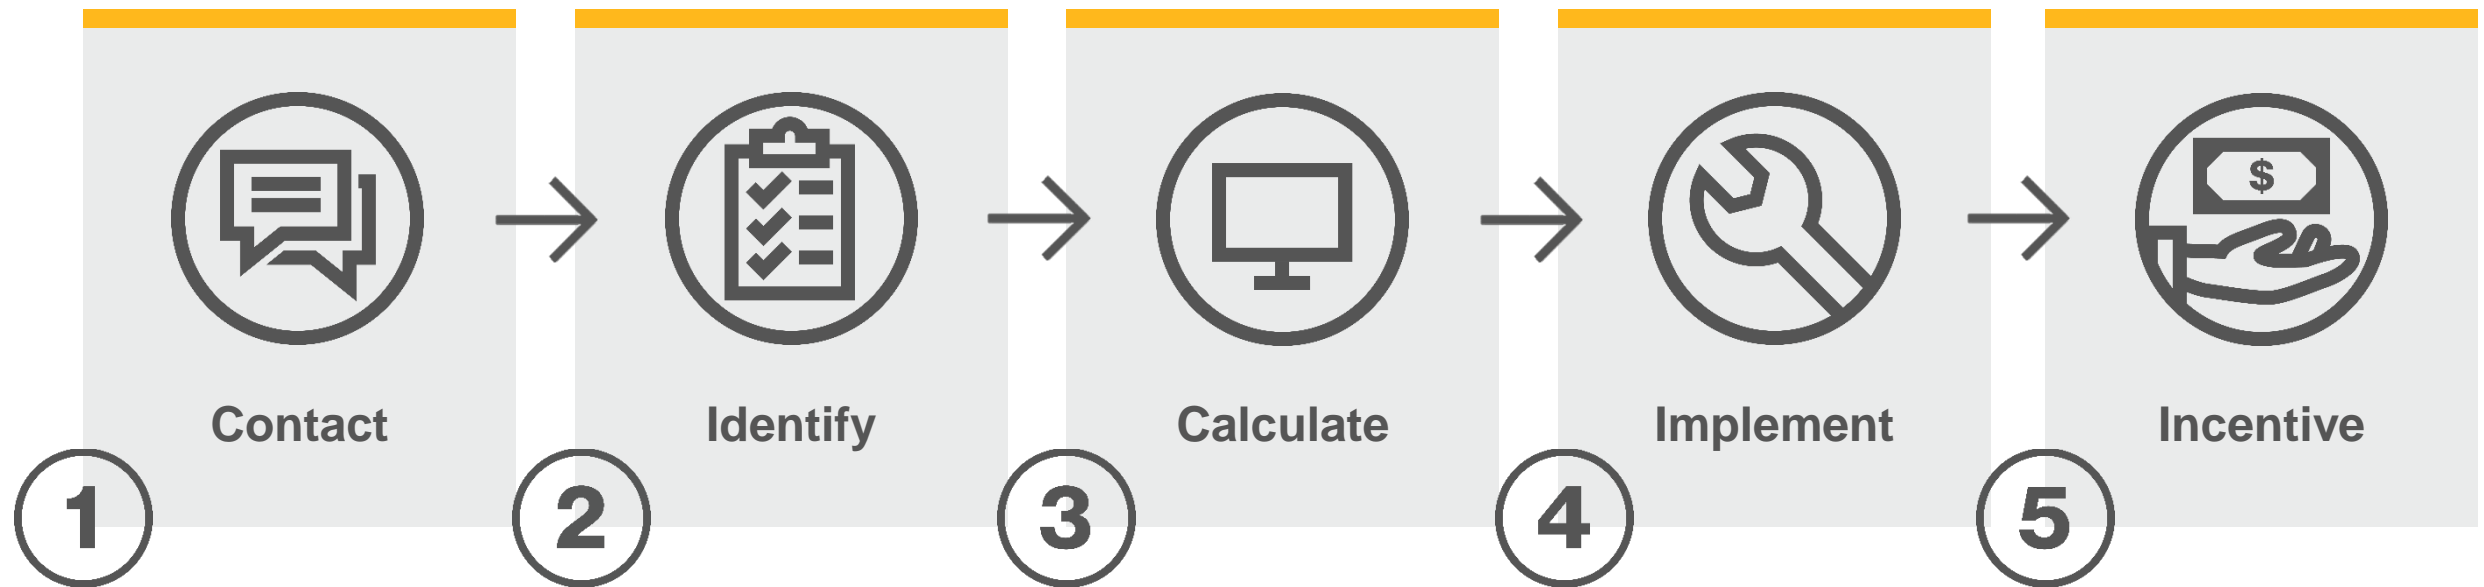 $
Contact
Identify
Calculate
Implement
Incentive
1
2
3
4
5